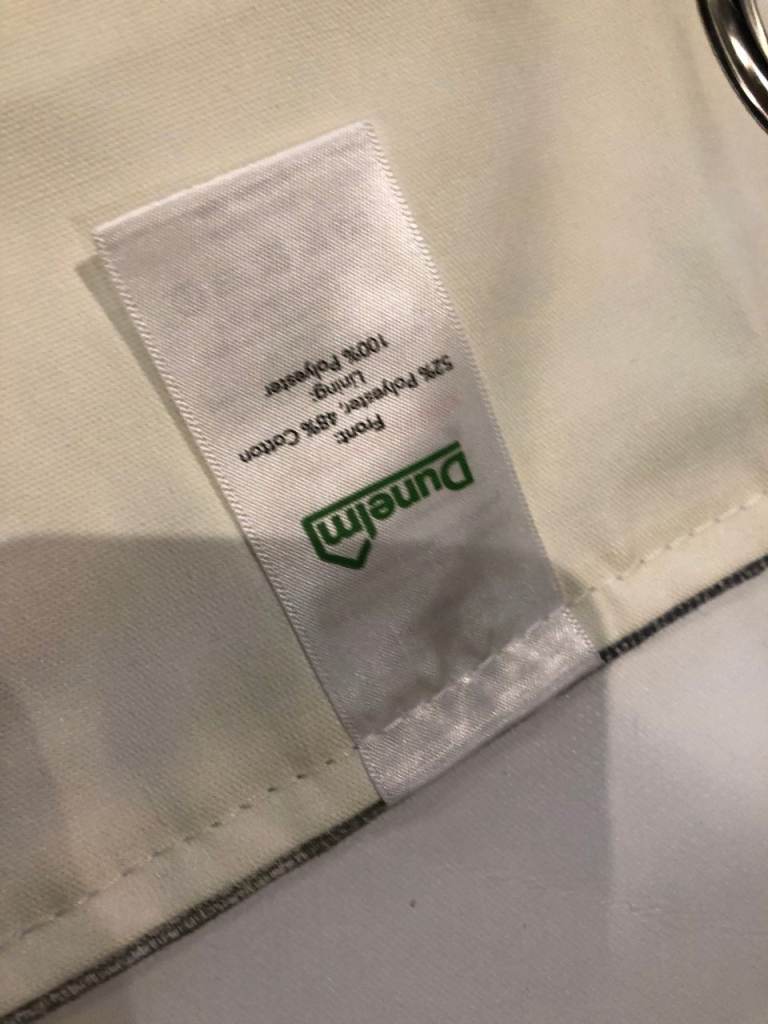 Dunelm
Front:
52% Polyester, 48% Cotton
Lining:
100% Polyester